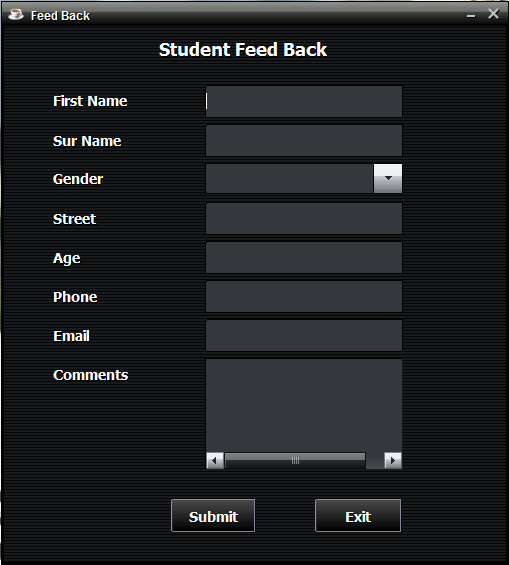 Feed Back
Student Feed Back
First Name
Sur Name
Gender
Street
Age
Phone
Email
Comments
Submit Exit